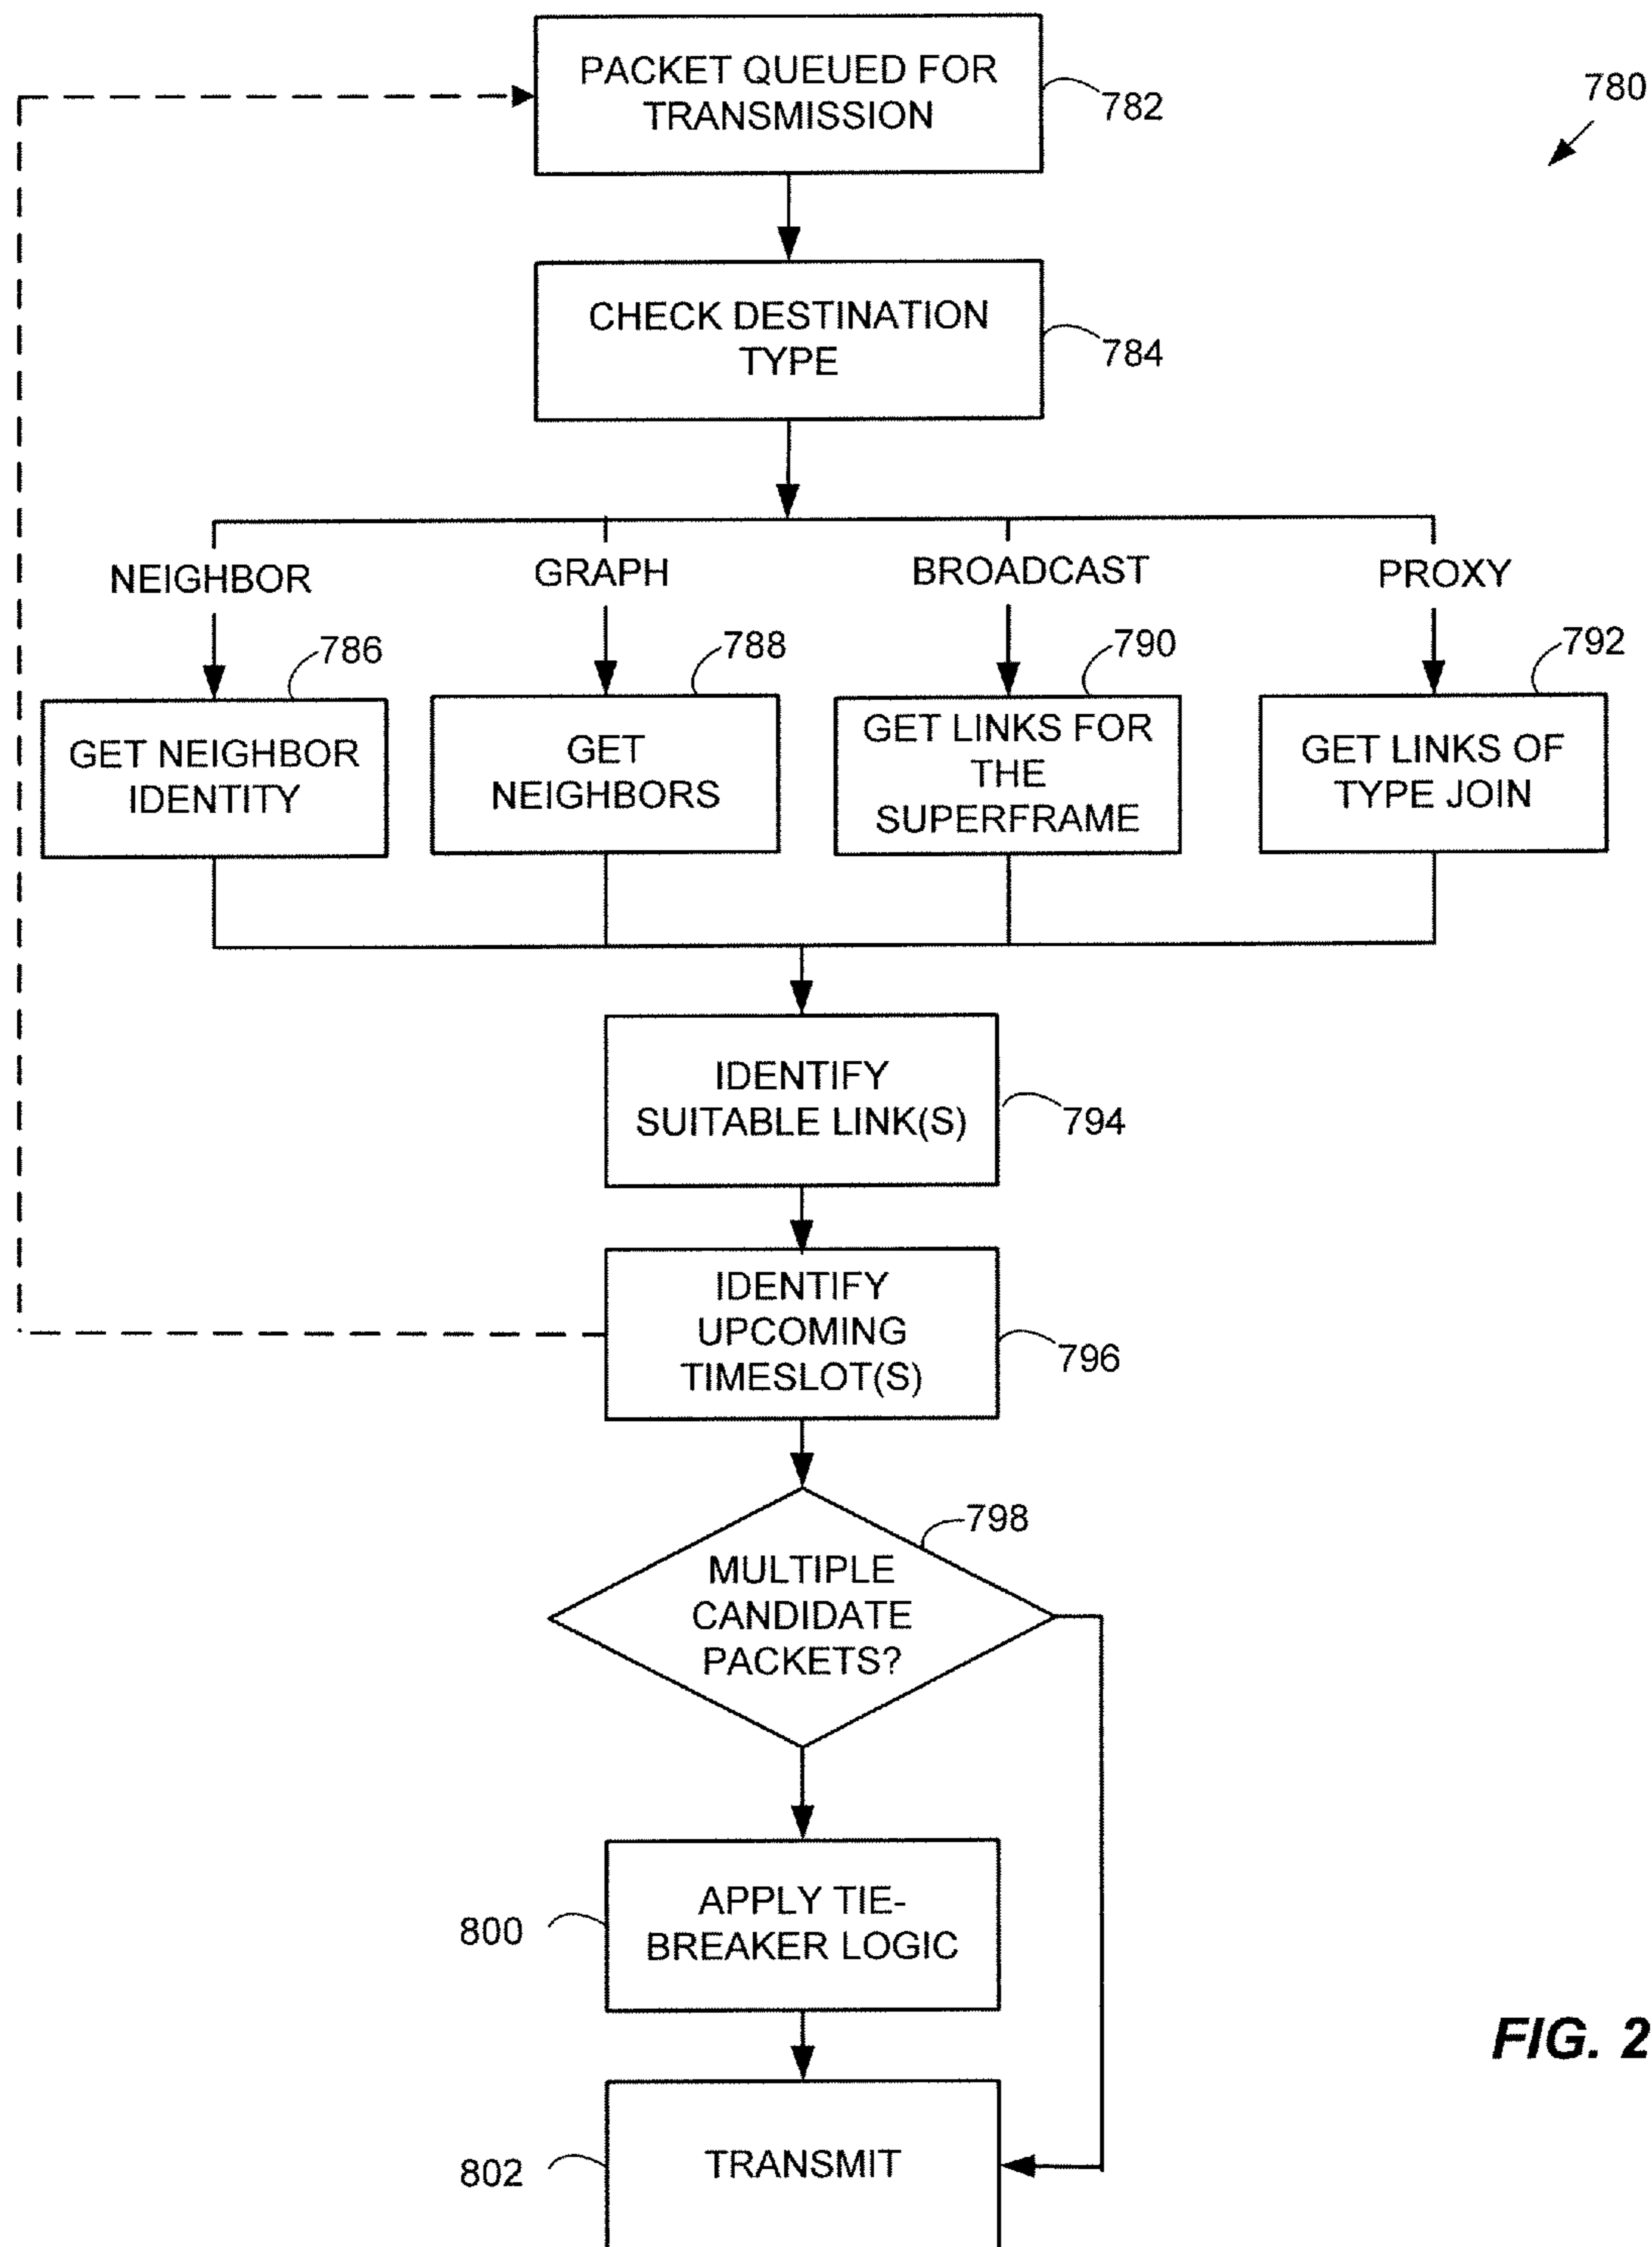 PACKET QUEUED FOR
TRANSMISSION
782
780
CHECK DESTINATION
TYPE
784
NEIGHBOR
GRAPH
BROADCAST
PROXY
786
788
790
792
GET NEIGHBOR
IDENTITY
GET
NEIGHBORS
GET LINKS FOR
THE
SUPERFRAME
GET LINKS OF
TYPE JOIN
IDENTIFY
SUITABLE LINK(S)
794
IDENTIFY
UPCOMING
TIMESLOT(S)
796
798
MULTIPLE
CANDIDATE
PACKETS?
APPLY TIE-
BREAKER LOGIC
800
FIG. 2
TRANSMIT
802